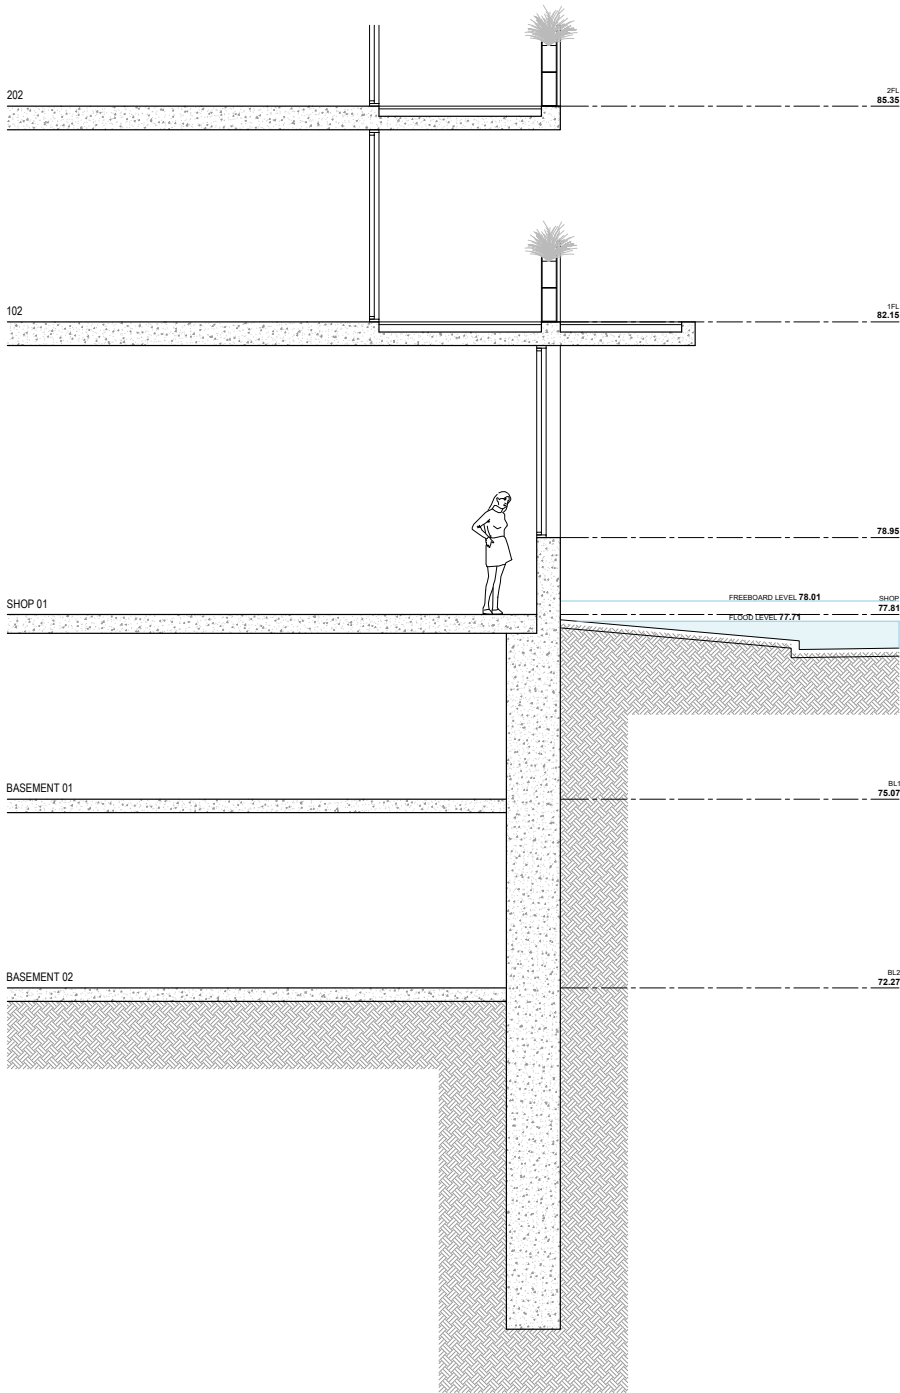 202
2FL
85.35
102
1FL
82.15
78.95
FREEBOARD LEVEL 78.01
SHOP 01
SHOP
77.81
FLOOD LEVEL 77.71
BASEMENT 01
BL1
75.07
BASEMENT 02
BL2
72.27